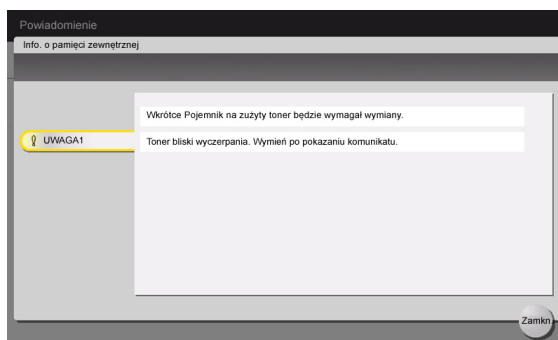 Powiadomienie
Info. o pamięci zewnętrznej
Wkrótce Pojemnik na zużyty toner będzie wymagał wymiany.
UWAGA1
Toner bliski wyczerpania. Wymień po pokazaniu komunikatu.
Zamkn